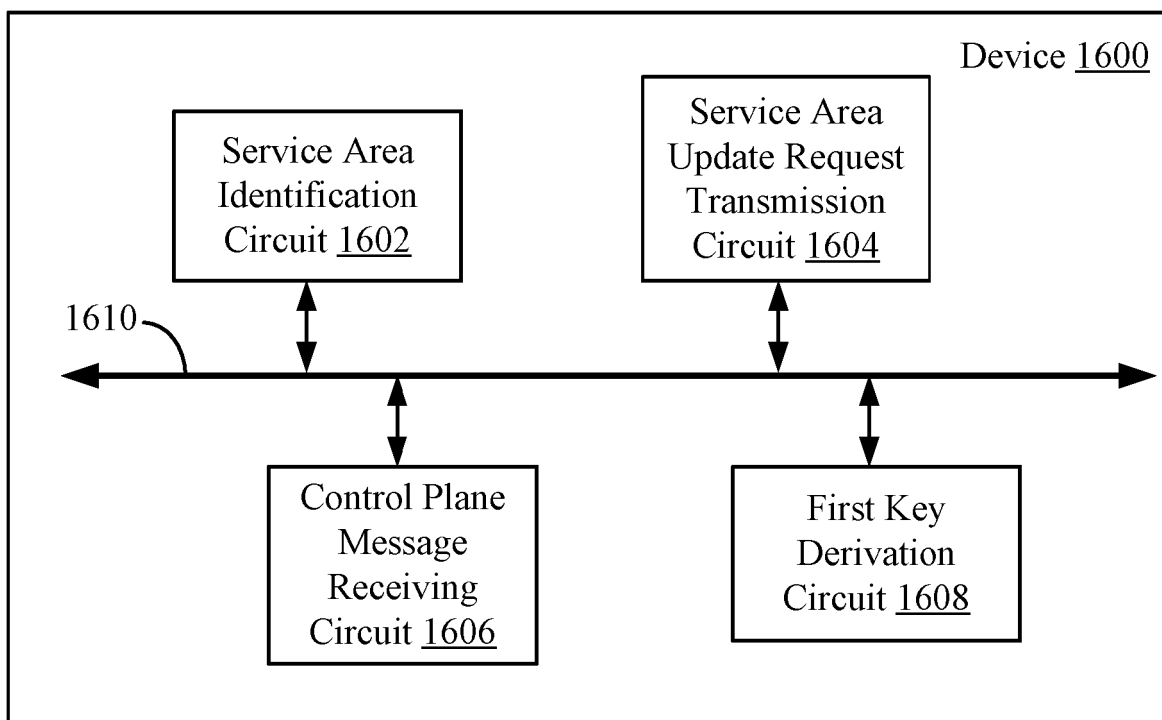 Device 1600
Service Area
Identification
Circuit 1602
Service Area
Update Request
Transmission
Circuit 1604
1610
Control Plane
Message
Receiving
Circuit 1606
First Key
Derivation
Circuit 1608